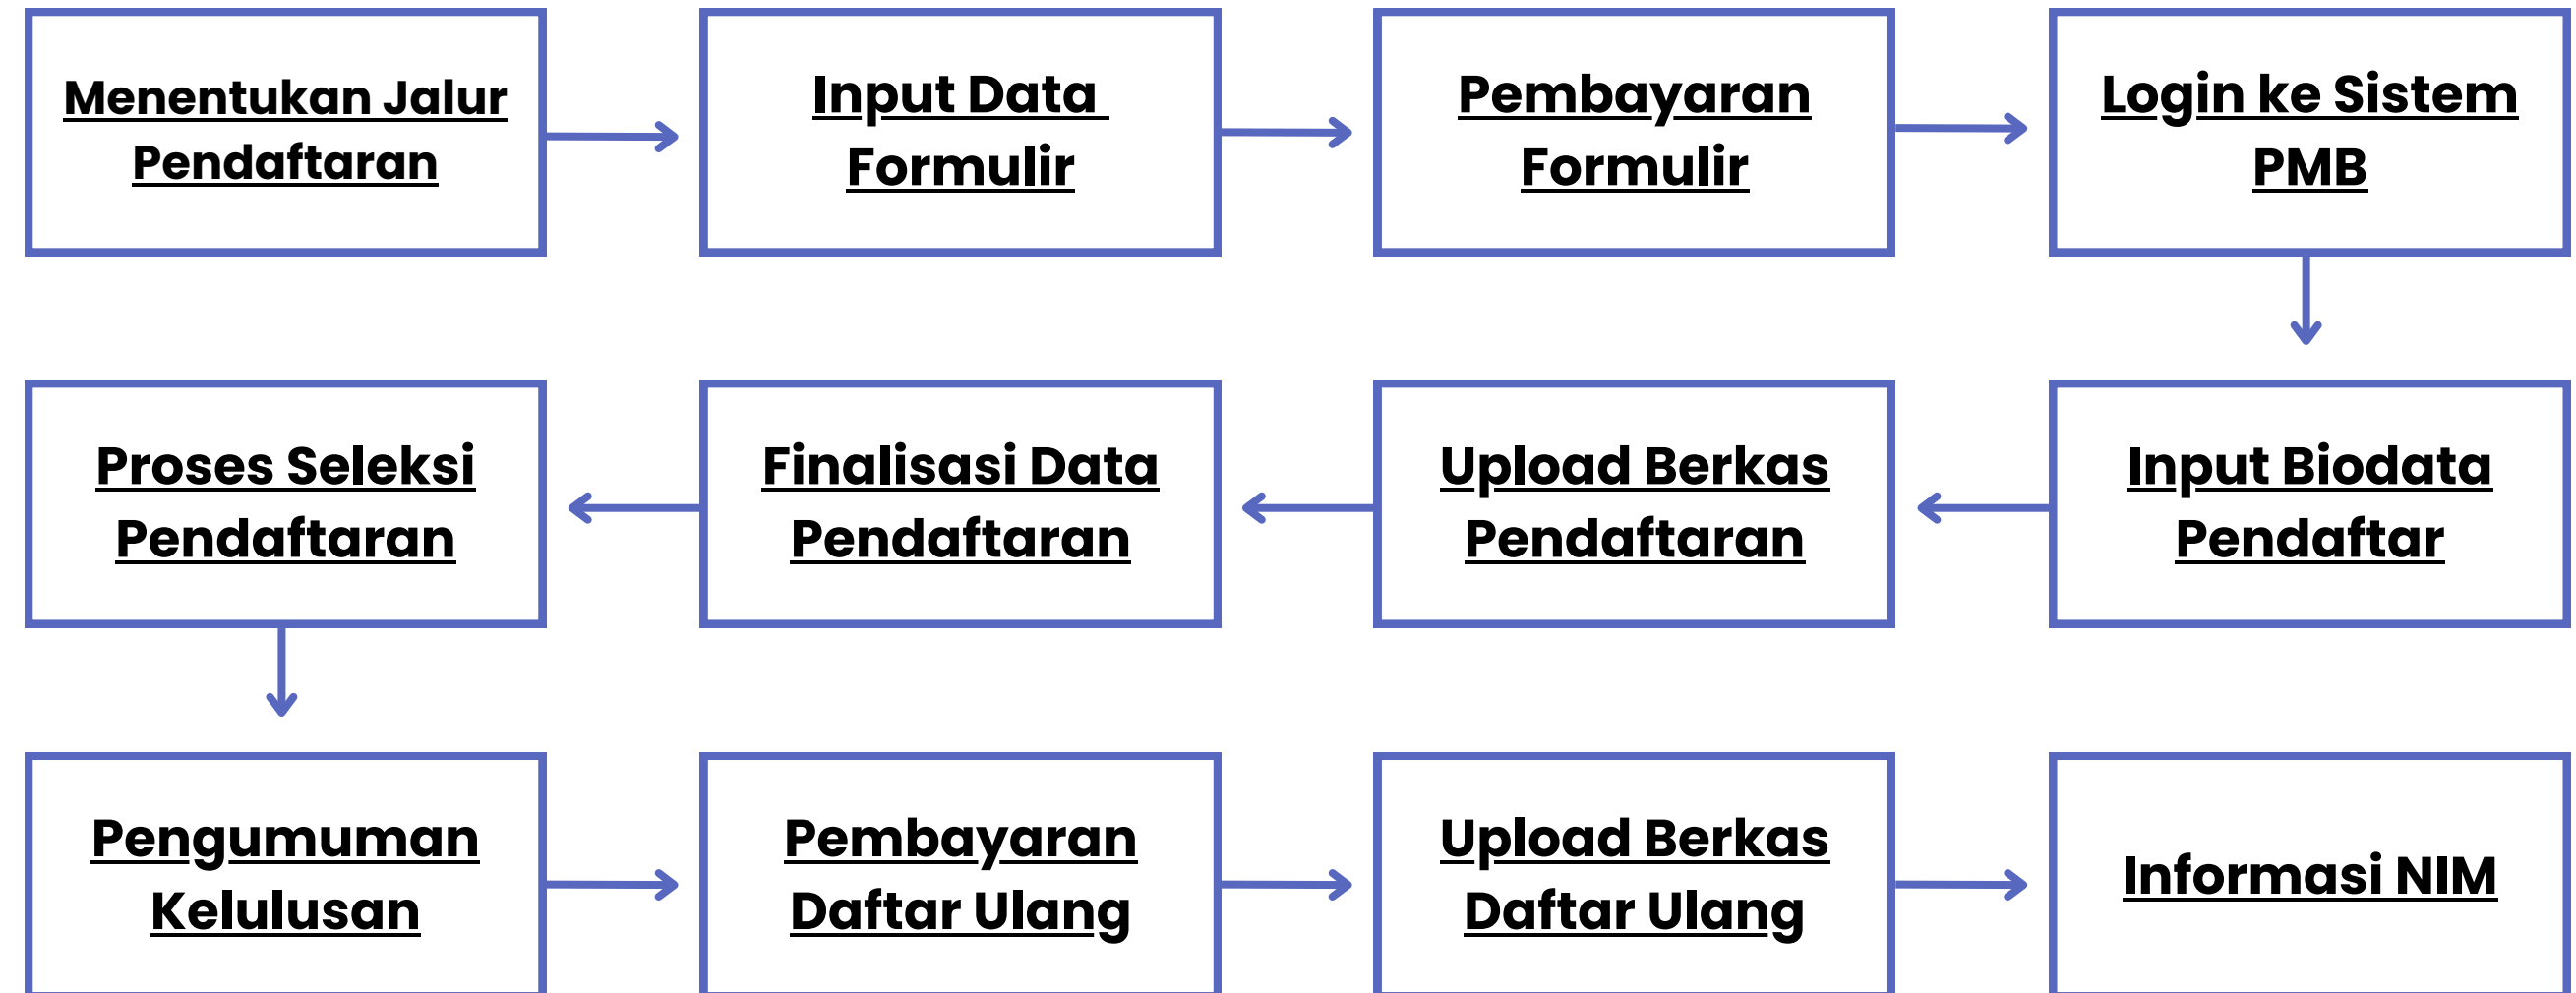 Menentukan Jalur
Pendaftaran
Input Data
Formulir
Pembayaran
Formulir
Login ke Sistem
PMB
Input Biodata
Pendaftar
Upload Berkas
Pendaftaran
Finalisasi Data
Pendaftaran
Proses Seleksi
Pendaftaran
Pengumuman
Kelulusan
Pembayaran
Daftar Ulang
Upload Berkas
Daftar Ulang
Informasi NIM